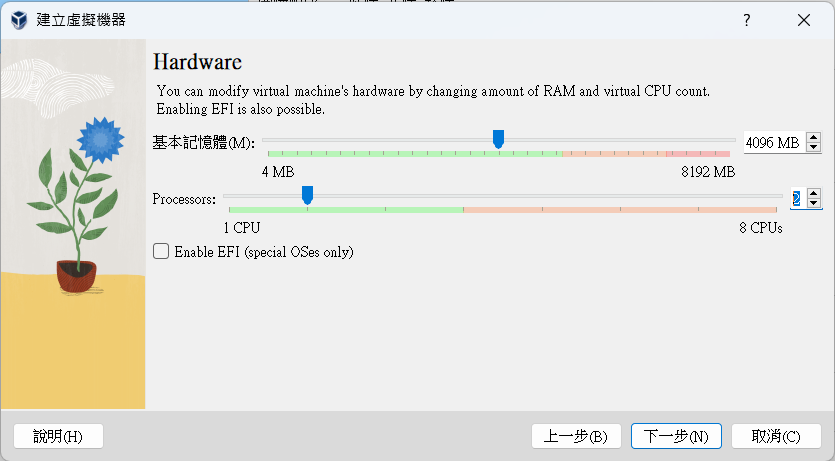 建立虛擬機器
?
Hardware
You can modify virtual machine's hardware by changing amount of RAM and virtual CPU count.
Enabling EFI is also possible.
基本記憶體(M):
4096 MB
4 MB
8192 MB
Processors:
2
1 CPU
8 CPUs
Enable EFI (special OSes only)
說明(H)
上一步(B)
下一步(N)
取消(C)